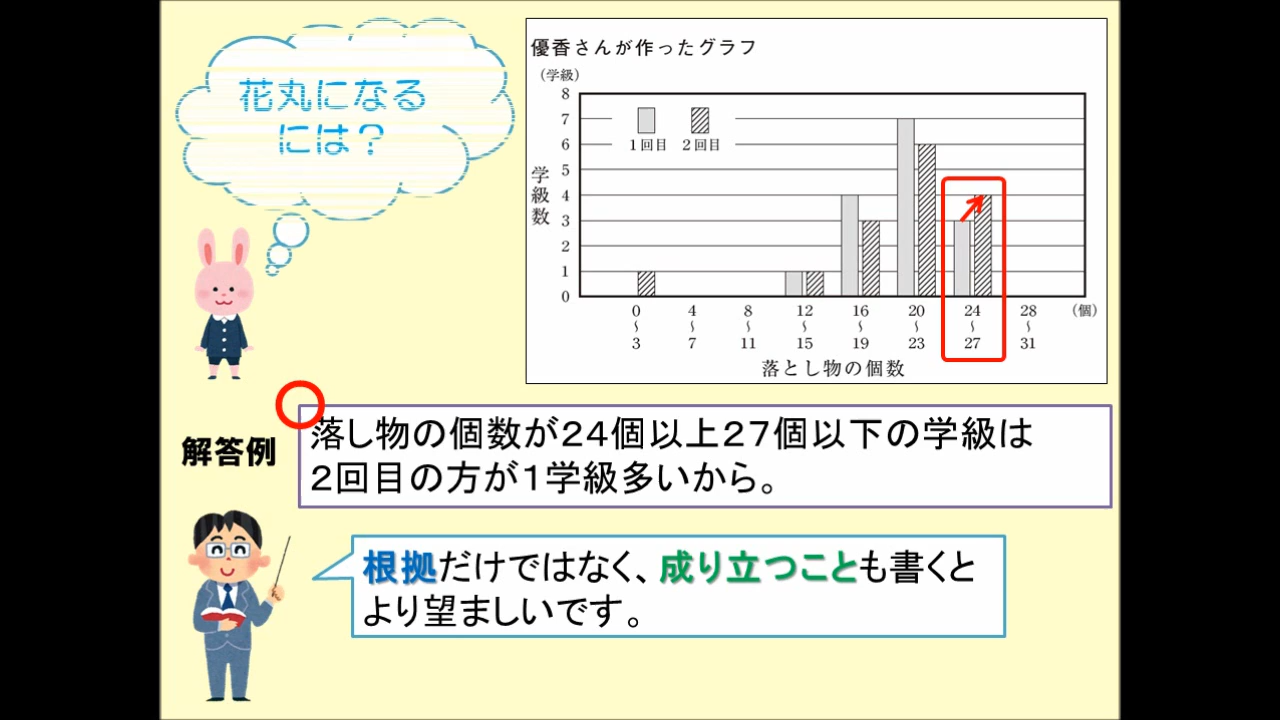 花丸になる
には？
優香さんが作ったグラフ
（学級）
8
7
6
5
4
3
2
1
0
学級数
1回目 2回目
0 4 8 12 16 20 24 28 （個）
〜 〜 〜 〜 〜 〜 〜 〜
3 7 11 15 19 23 27 31
落とし物の個数
解答例
落し物の個数が２４個以上２７個以下の学級は
２回目の方が１学級多いから。
根拠だけではなく、成り立つことも書くと
より望ましいです。